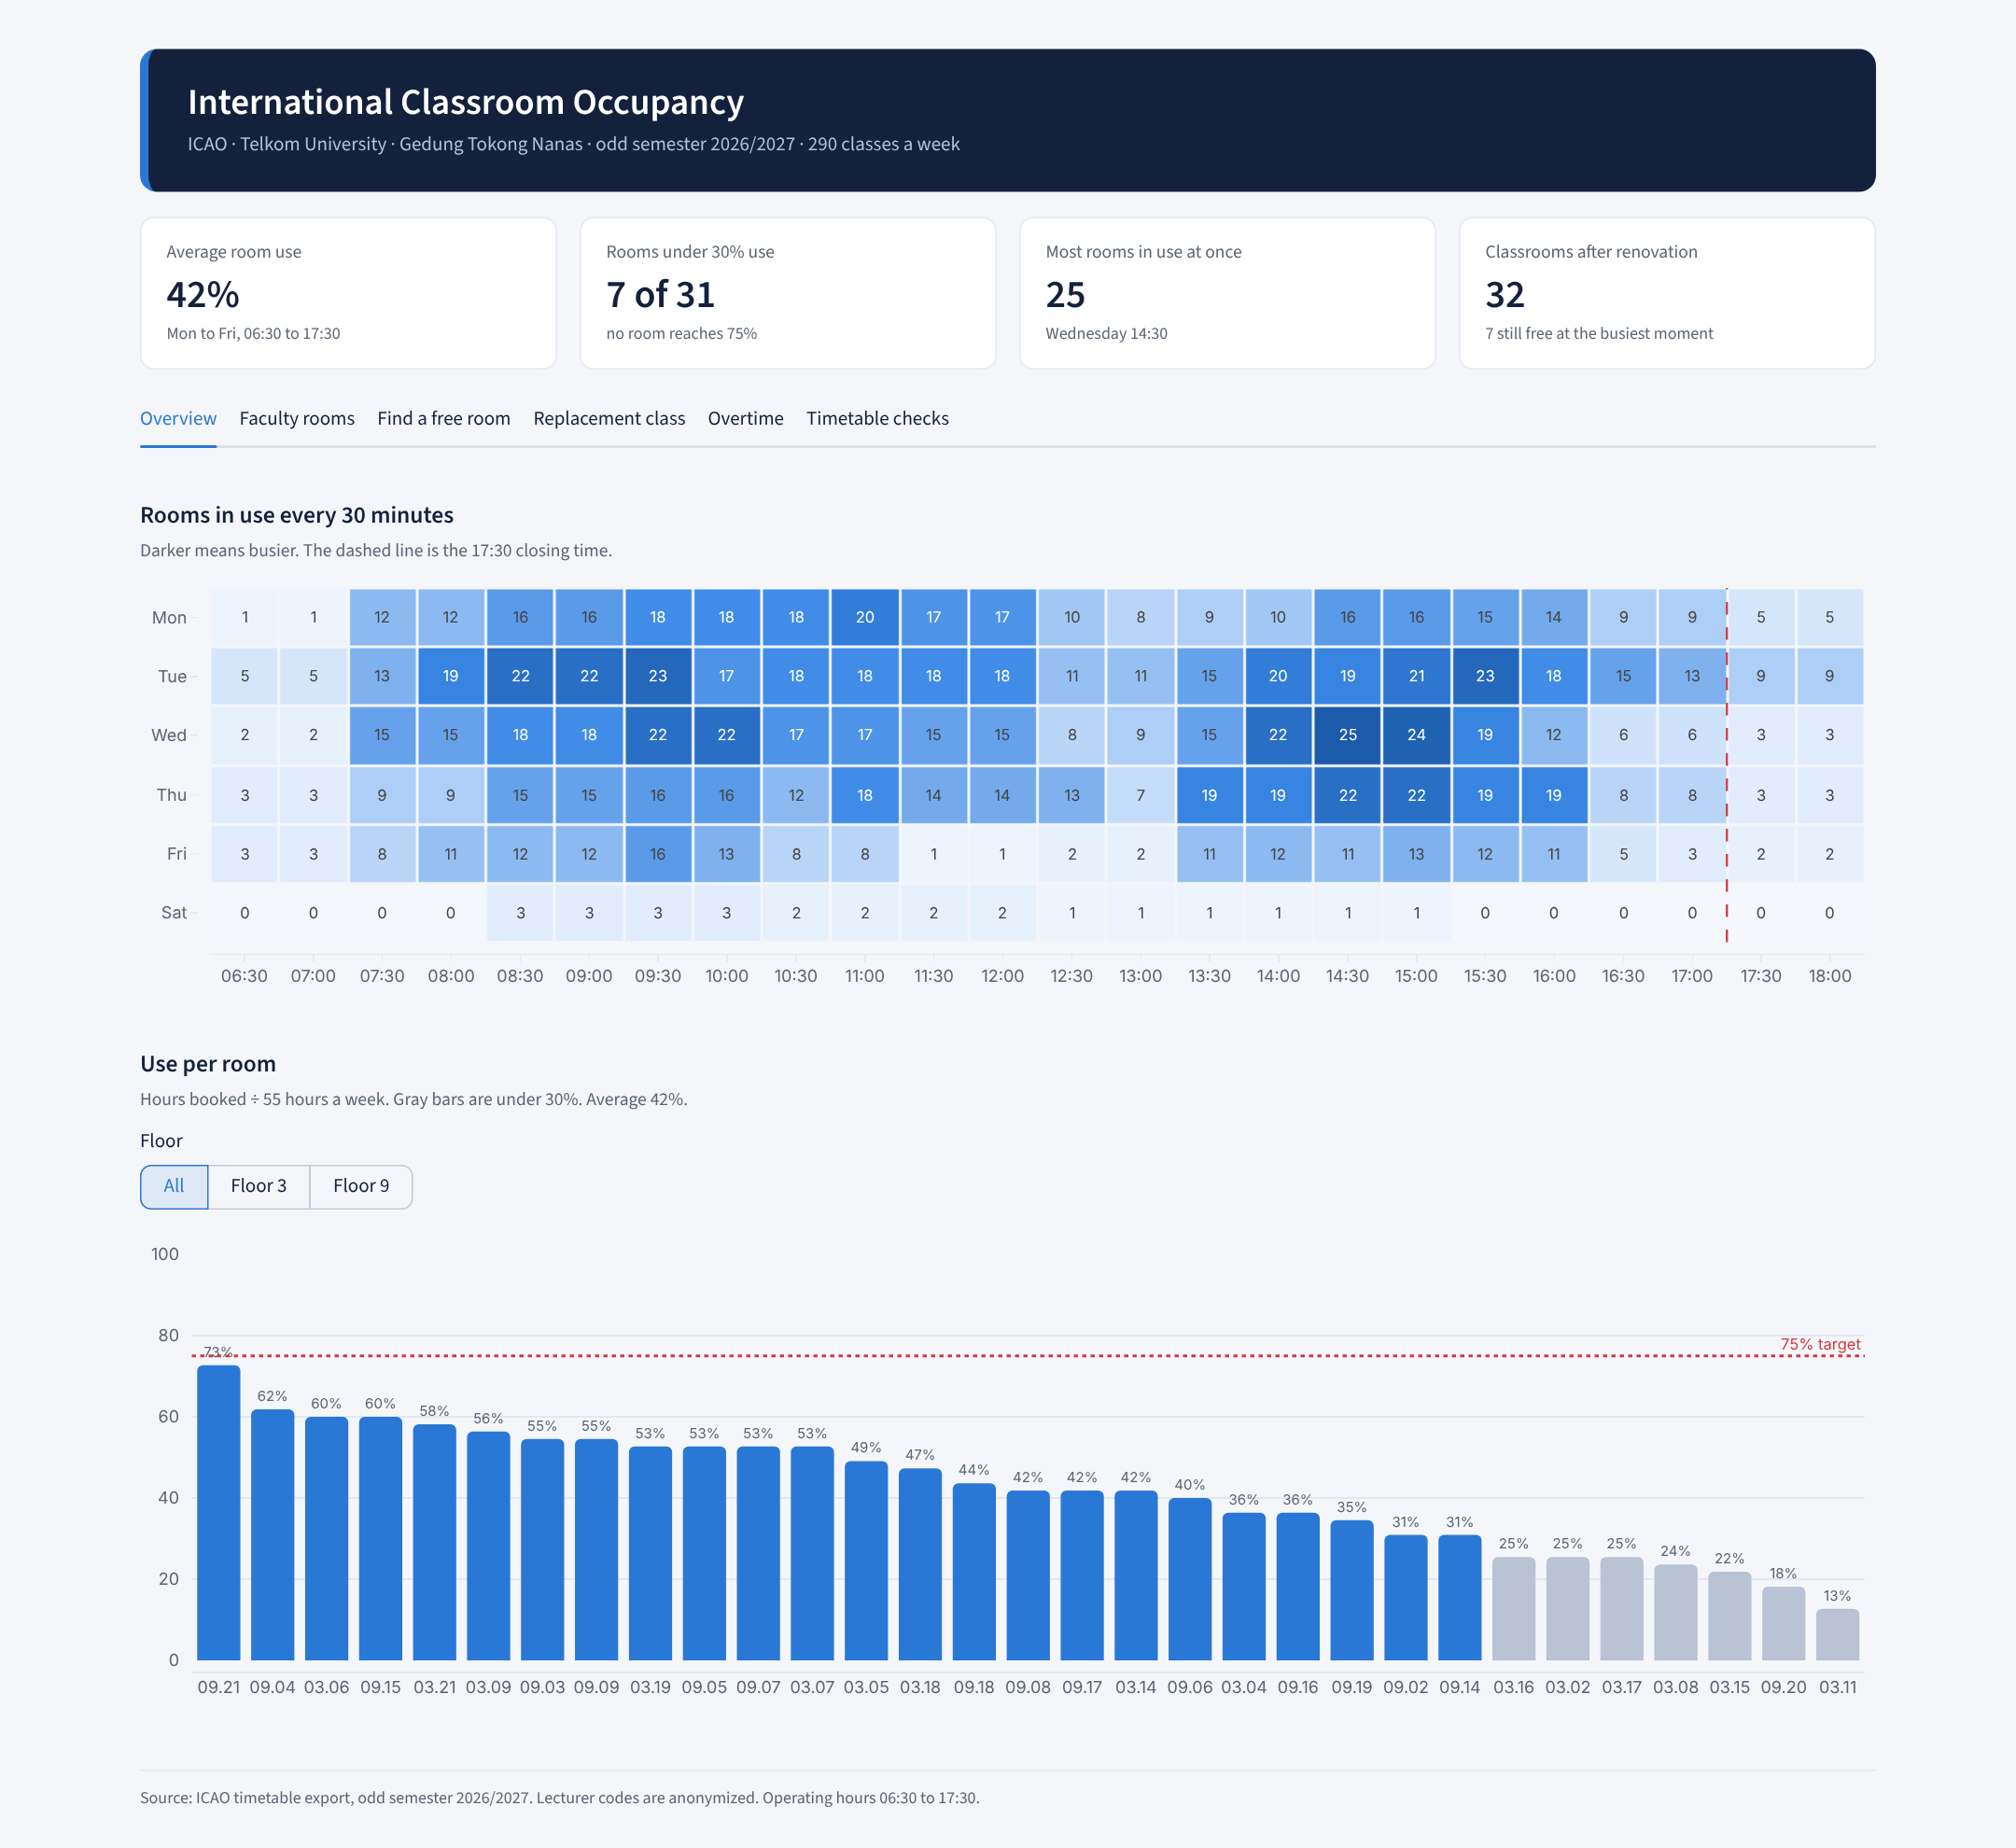 International Classroom Occupancy
ICAO · Telkom University · Gedung Tokong Nanas · odd semester 2026/2027 · 290 classes a week
Average room use
42%
Mon to Fri, 06:30 to 17:30
Rooms under 30% use
7 of 31
no room reaches 75%
Most rooms in use at once
25
Wednesday 14:30
Classrooms after renovation
32
7 still free at the busiest moment
Overview Faculty rooms Find a free room Replacement class Overtime Timetable checks
Rooms in use every 30 minutes
Darker means busier. The dashed line is the 17:30 closing time.
Mon 1 1 12 12 16 16 18 18 18 20 17 17 10 8 9 10 16 16 15 14 9 9 5 5
Tue 5 5 13 19 22 22 23 17 18 18 18 18 11 11 15 20 19 21 23 18 15 13 9 9
Wed 2 2 15 15 18 18 22 22 17 17 15 15 8 9 15 22 25 24 19 12 6 6 3 3
Thu 3 3 9 9 15 15 16 16 12 18 14 14 13 7 19 19 22 22 19 19 8 8 3 3
Fri 3 3 8 11 12 12 16 13 8 8 1 1 2 2 11 12 11 13 12 11 5 3 2 2
Sat 0 0 0 0 3 3 3 3 2 2 2 2 1 1 1 1 1 1 0 0 0 0 0 0
06:30 07:00 07:30 08:00 08:30 09:00 09:30 10:00 10:30 11:00 11:30 12:00 12:30 13:00 13:30 14:00 14:30 15:00 15:30 16:00 16:30 17:00 17:30 18:00
Use per room
Hours booked ÷ 55 hours a week. Gray bars are under 30%. Average 42%.
Floor
All Floor 3 Floor 9
100
80
60
40
20
0
75% target
73% 62% 60% 60% 58% 56% 55% 55% 53% 53% 53% 53% 49% 47% 44% 42% 42% 42% 40% 36% 36% 35% 31% 31% 25% 25% 25% 24% 22% 18% 13%
09.21 09.04 03.06 09.15 03.21 03.09 09.03 09.09 03.19 09.05 09.07 03.07 03.05 03.18 09.18 09.08 09.17 03.14 09.06 03.04 09.16 09.19 09.02 09.14 03.16 03.02 03.17 03.08 03.15 09.20 03.11
Source: ICAO timetable export, odd semester 2026/2027. Lecturer codes are anonymized. Operating hours 06:30 to 17:30.